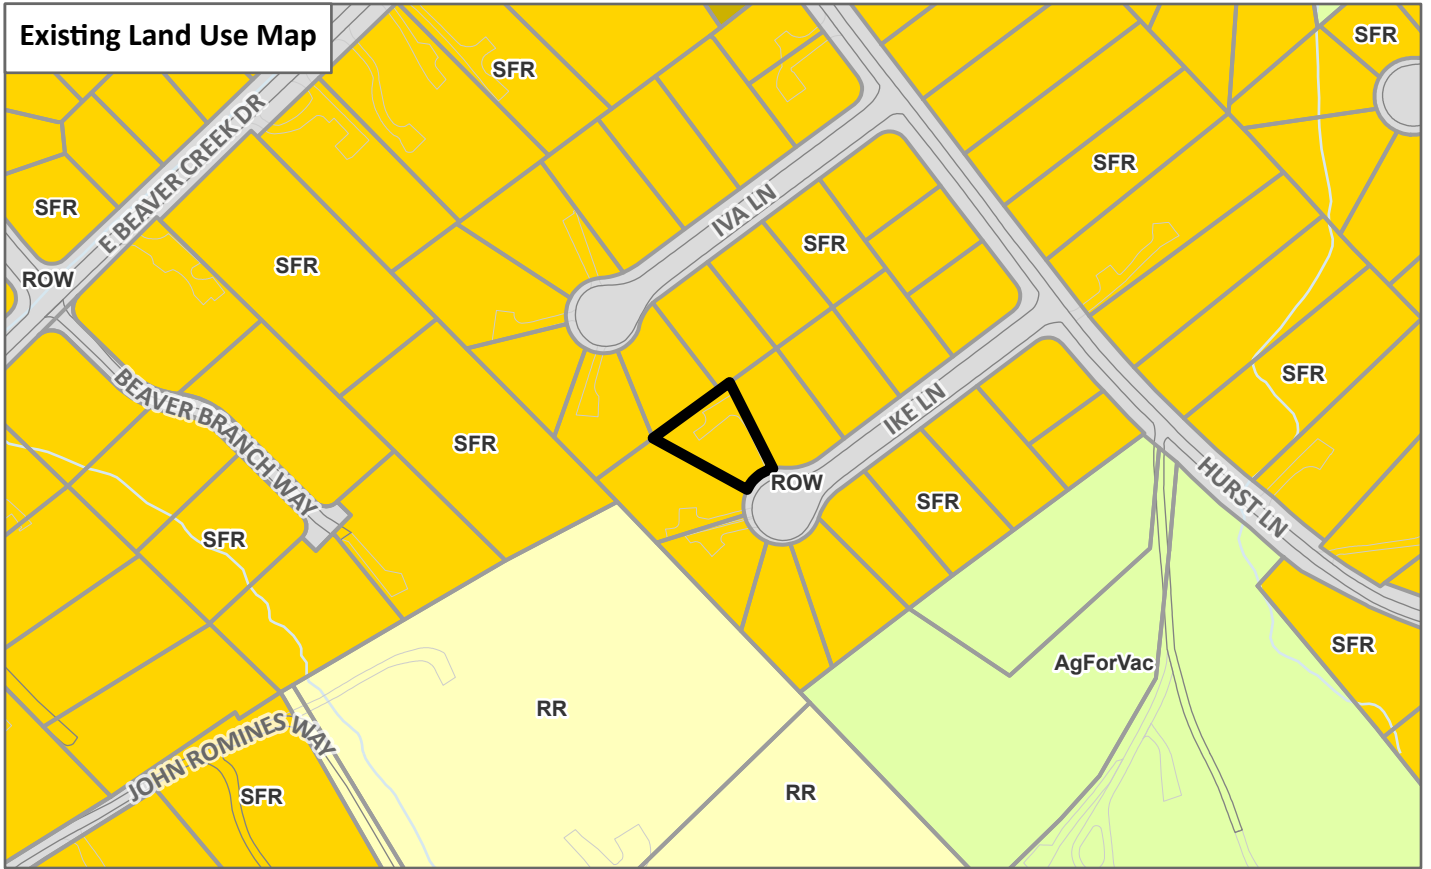 Existing Land Use Map
SFR
SFR
E BEAVER CREEK DR
SFR
SFR
IVA LN
SFR
SFR
ROW
SFR
BEAVER BRANCH WAY
IKE LN
SFR
SFR
ROW
HURST LN
SFR
SFR
SFR
AgForVac
RR
JOHN ROMINES WAY
SFR
RR